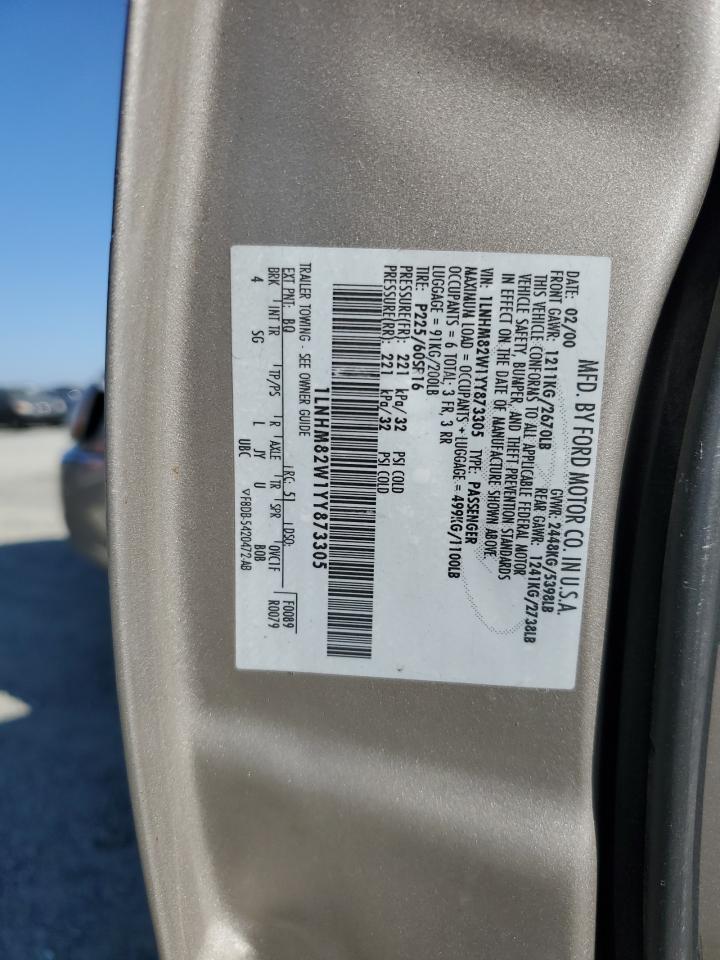 MFD. BY FORD MOTOR CO. IN U.S.A.
DATE: 02/00 GVWR: 2448KG/5398LB
FRONT GAWR: 1211KG/2670LB REAR GAWR: 1241KG/2738LB
THIS VEHICLE CONFORMS TO ALL APPLICABLE FEDERAL MOTOR
VEHICLE SAFETY, BUMPER, AND THEFT PREVENTION STANDARDS
IN EFFECT ON THE DATE OF MANUFACTURE SHOWN ABOVE.
VIN: 1LNHM82W1YY873305 TYPE: PASSENGER
MAXIMUM LOAD = OCCUPANTS + LUGGAGE = 499KG/1100LB
OCCUPANTS = 6 TOTAL; 3 FR, 3 RR
LUGGAGE = 91KG/200LB
TIRE: P225/60SR16
PRESSURE(FR): 221 kPa/32 PSI COLD
PRESSURE(RR): 221 kPa/32 PSI COLD
1LNHM82W1YY873305
TRAILER TOWING - SEE OWNER GUIDE
F0089
EXT PNT: BQ RC: 51 DSO: R0079
BRK INT TR TP/PS R AXLE TR SPR OVC1F
4 SG L JY U BOB
UBC
▽F8DB-5420472-AB